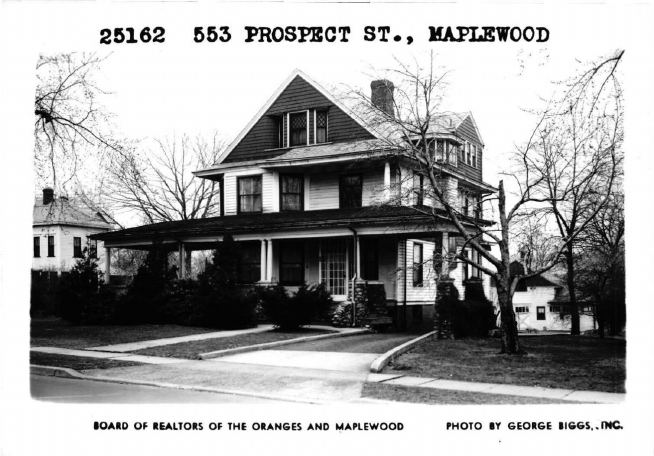 25162 553 PROSPECT ST., MAPLEWOOD
BOARD OF REALTORS OF THE ORANGES AND MAPLEWOOD PHOTO BY GEORGE BIGGS, INC.